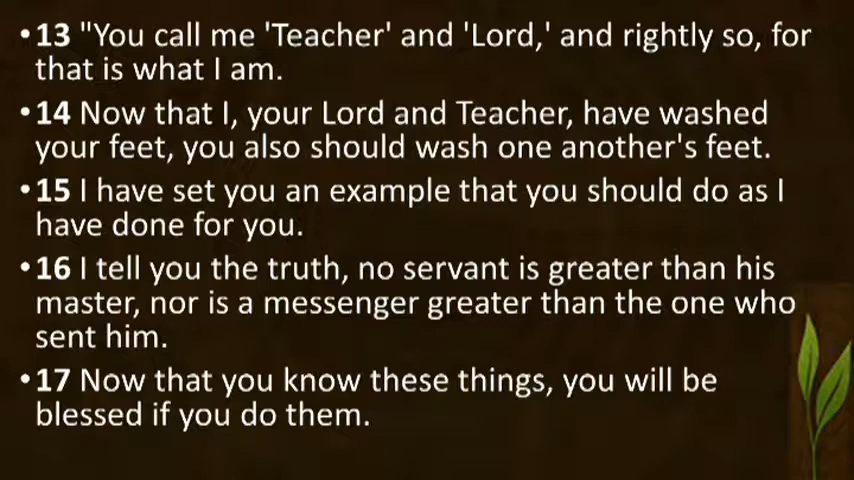 •13 "You call me 'Teacher' and 'Lord,' and rightly so, for
that is what I am.
•14 Now that I, your Lord and Teacher, have washed
your feet, you also should wash one another's feet.
•15 I have set you an example that you should do as I
have done for you.
•16 I tell you the truth, no servant is greater than his
master, nor is a messenger greater than the one who
sent him.
•17 Now that you know these things, you will be
blessed if you do them.